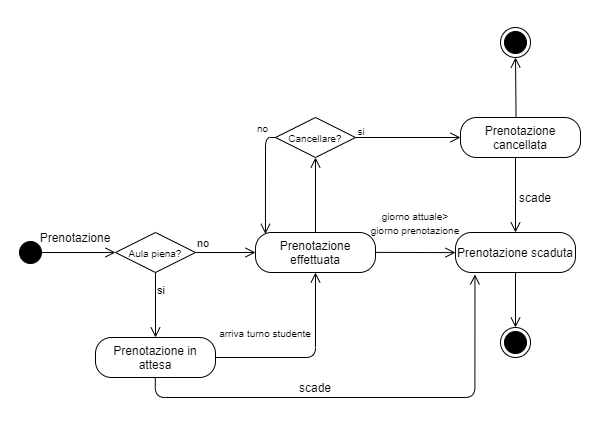 no
Cancellare?
si
Prenotazione
cancellata
scade
giorno attuale>
giorno prenotazione
Prenotazione
Aula piena?
no
Prenotazione
effettuata
Prenotazione scaduta
si
arriva turno studente
Prenotazione in
attesa
scade